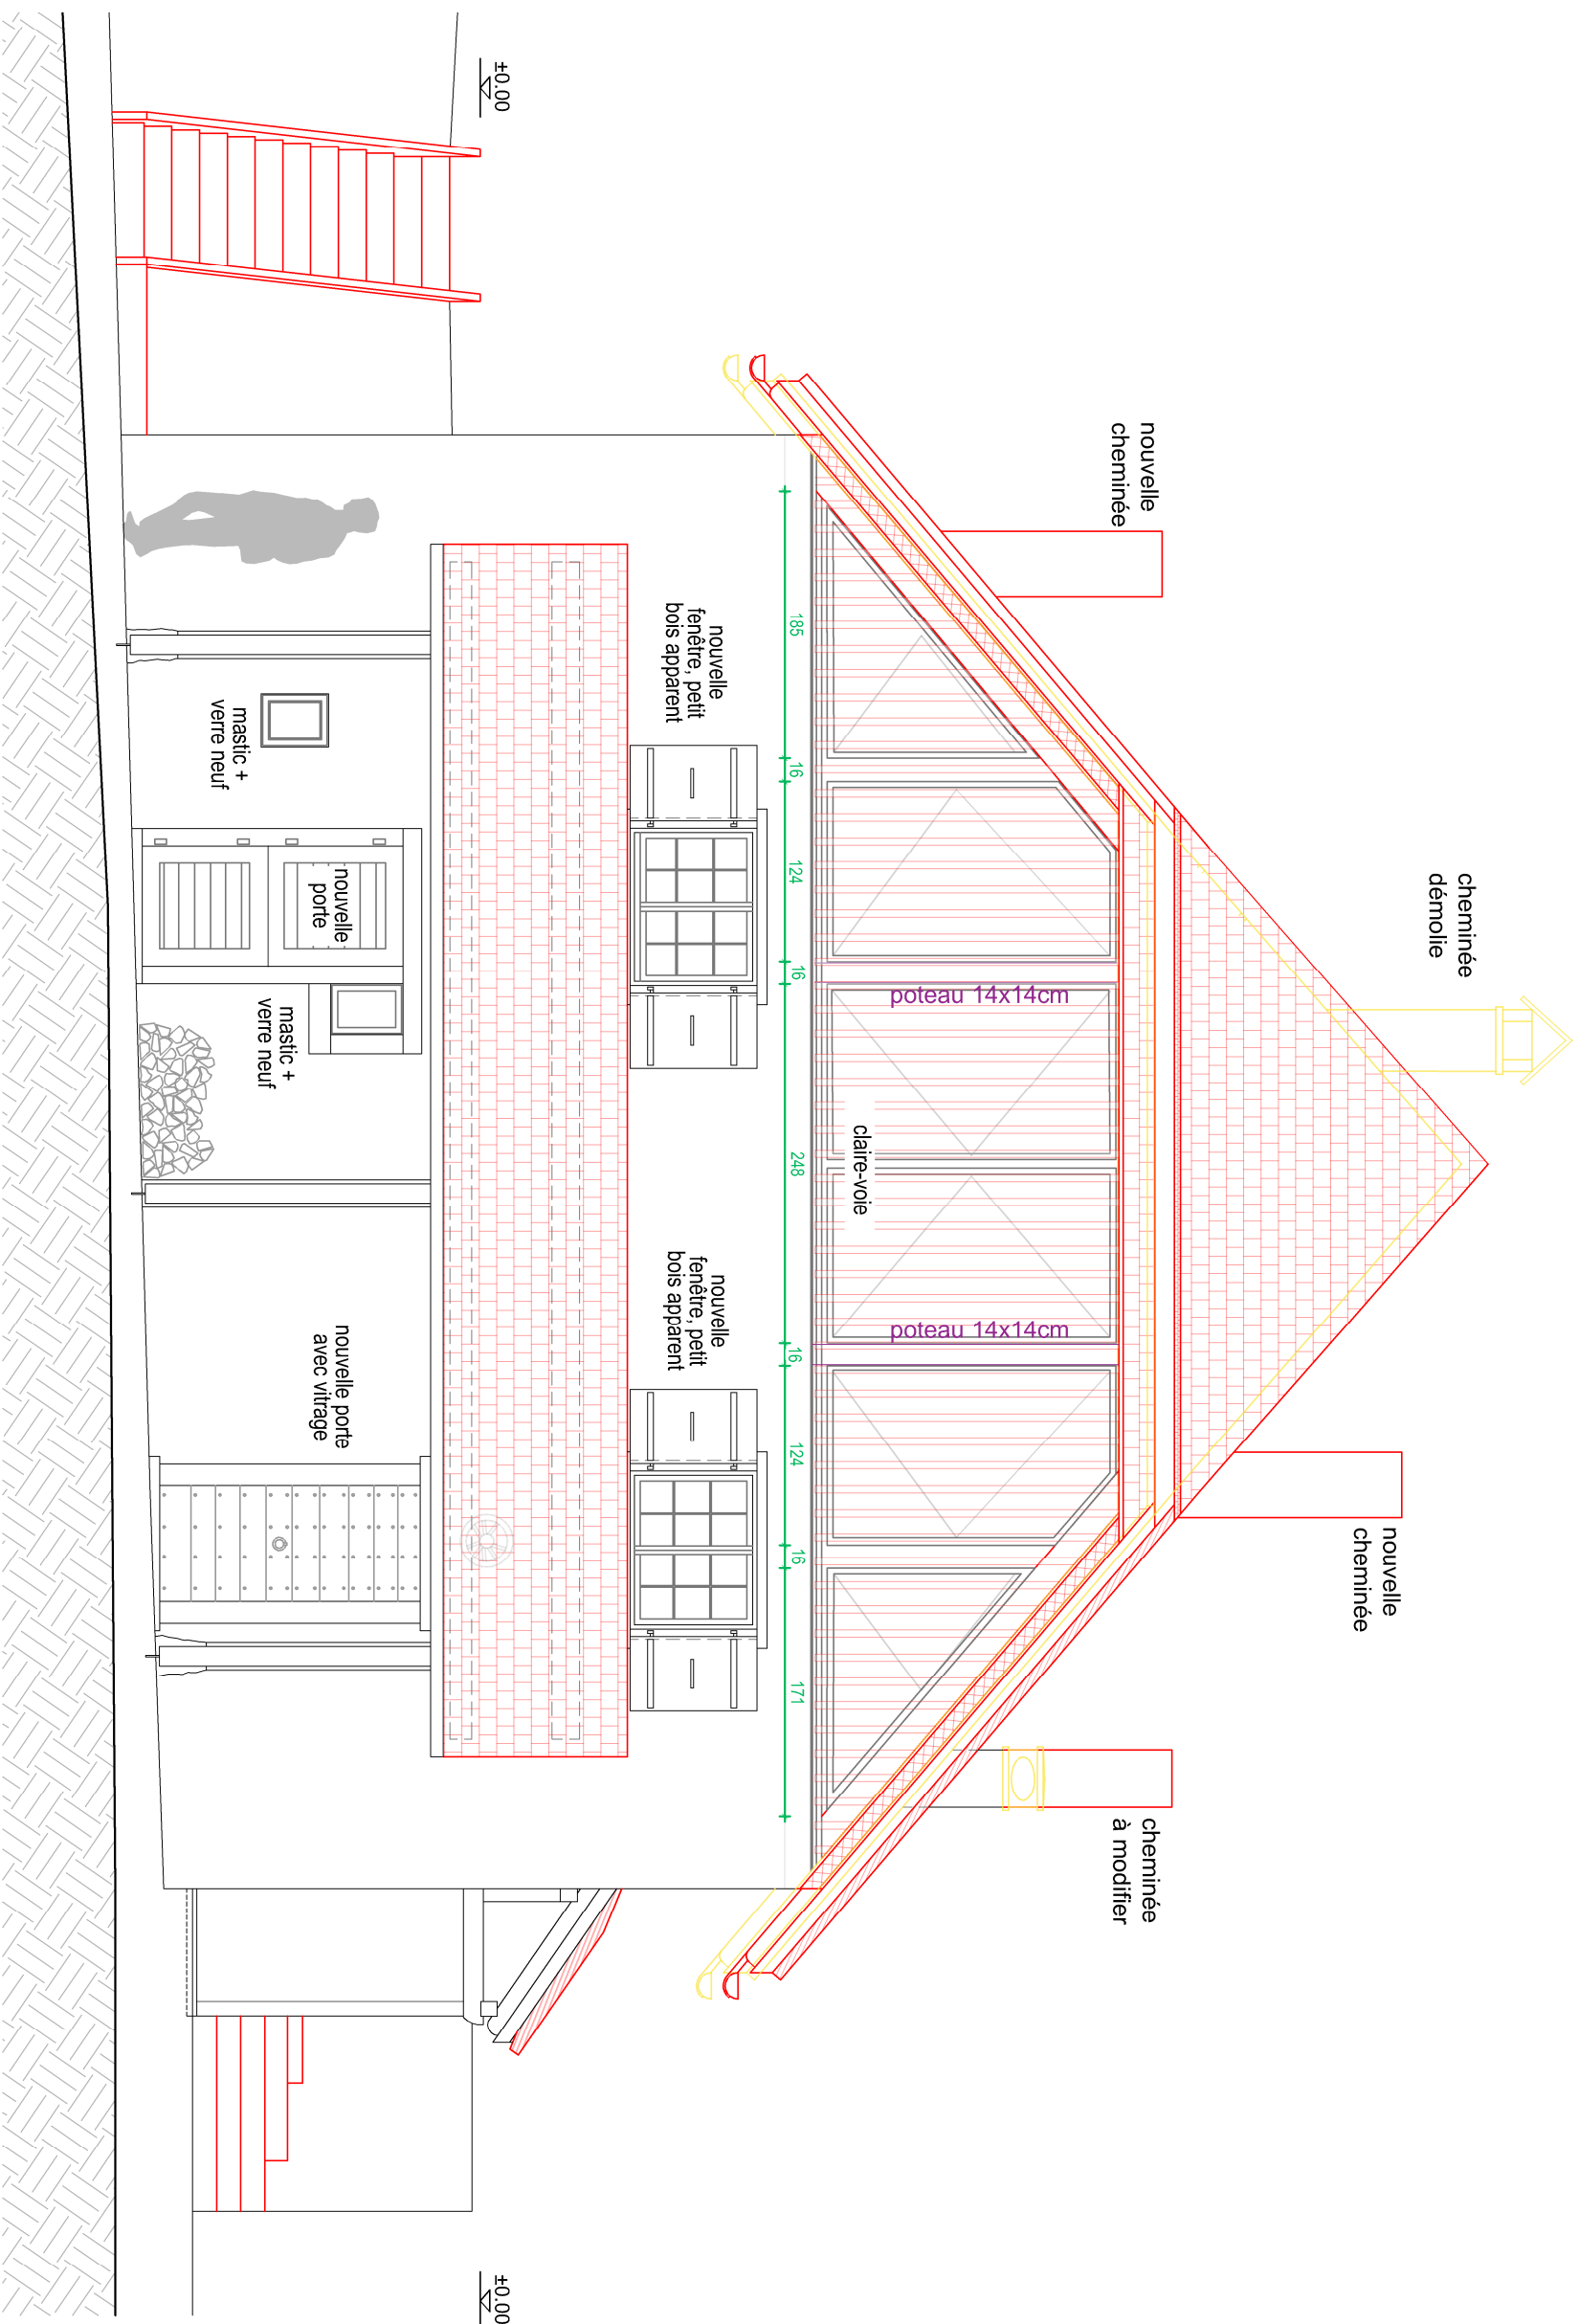 cheminée
démolie
nouvelle
cheminée
nouvelle
cheminée
cheminée
à modifier
poteau 14x14cm
poteau 14x14cm
claire-voie
185
16
124
16
248
16
124
16
171
nouvelle
fenêtre, petit
bois apparent
nouvelle
fenêtre, petit
bois apparent
±0.00
±0.00
mastic +
verre neuf
nouvelle
porte
mastic +
verre neuf
nouvelle porte
avec vitrage